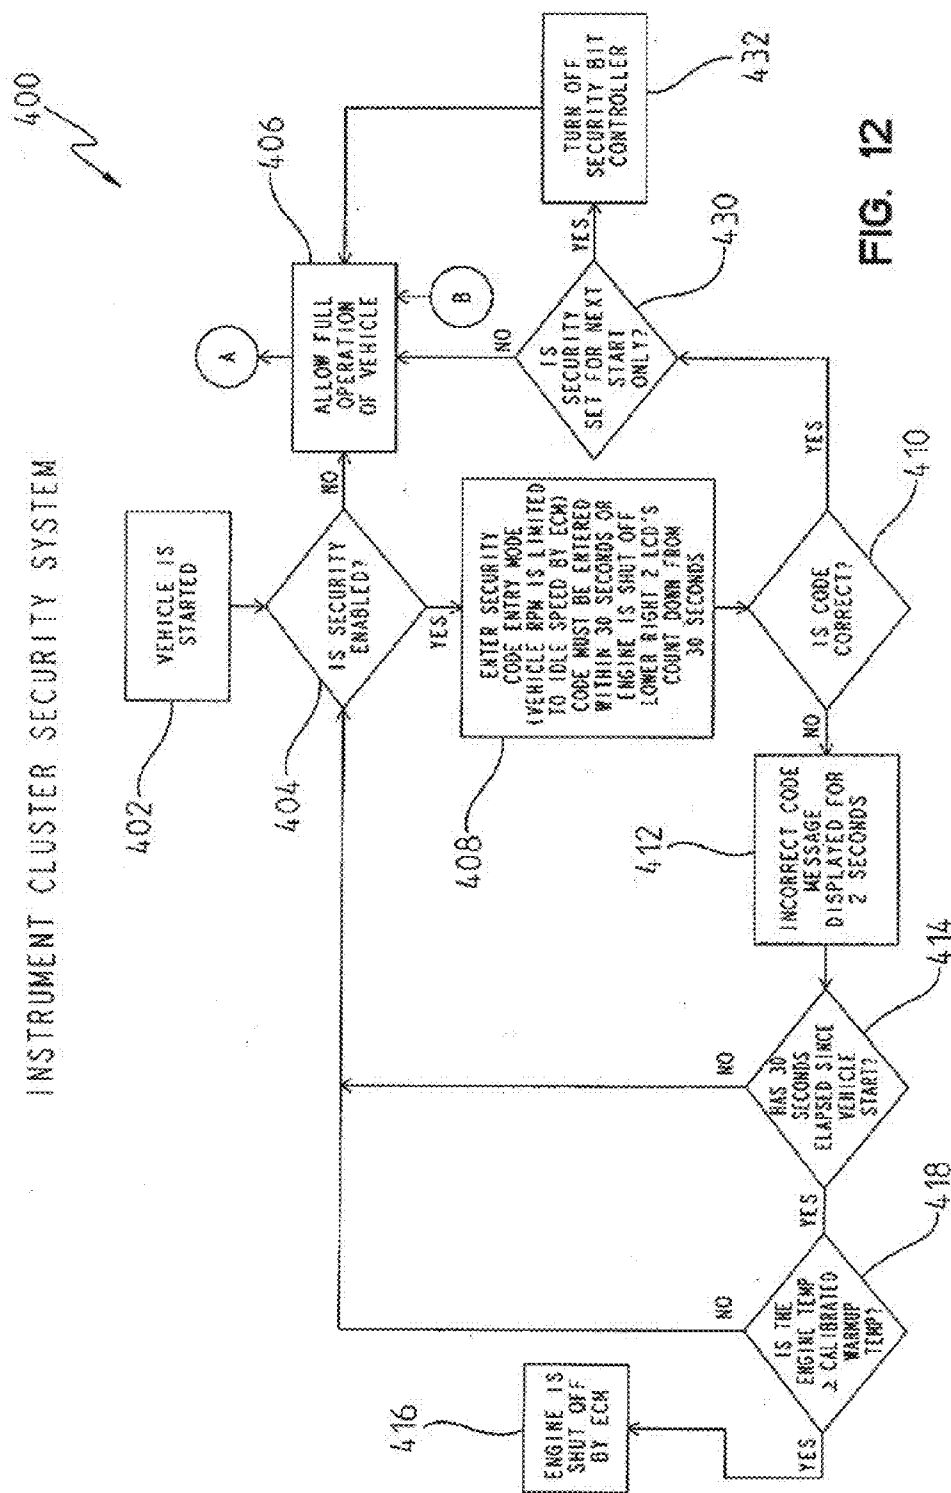 INSTRUMENT CLUSTER SECURITY SYSTEM
400
VEHICLE IS
STARTED
402
IS SECURITY
ENABLED?
404
NO
YES
ALLOW FULL
OPERATION
OF VEHICLE
406
A
B
ENTER SECURITY
CODE ENTRY MODE
(VEHICLE RPM IS LIMITED
TO IDLE SPEED BY ECM)
CODE MUST BE ENTERED
WITHIN 30 SECONDS OR
ENGINE IS SHUT OFF
LOWER RIGHT 2 LCD'S
COUNT DOWN FROM
30 SECONDS
408
IS CODE
CORRECT?
410
NO
YES
IS
SECURITY
SET FOR NEXT
START
ONLY?
430
NO
YES
TURN OFF
SECURITY BIT
CONTROLLER
432
INCORRECT CODE
MESSAGE
DISPLAYED FOR
2 SECONDS
412
HAS 30
SECONDS
ELAPSED SINCE
VEHICLE
START?
414
NO
YES
IS THE
ENGINE TEMP
≥ CALIBRATED
WARMUP
TEMP?
418
NO
YES
ENGINE IS
SHUT OFF
BY ECM
416
FIG. 12